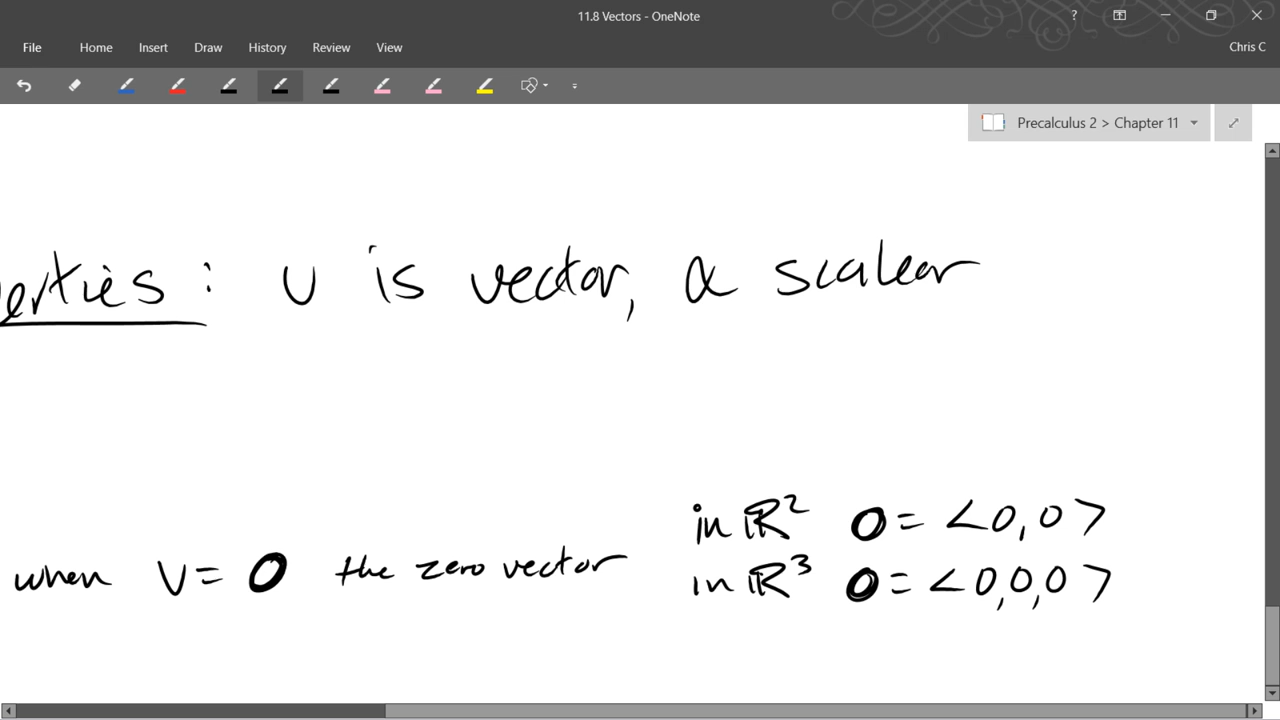 11.8 Vectors - OneNote
?
File Home Insert Draw History Review View
Chris C
Precalculus 2 > Chapter 11
erties: u is vector, α scalear
in ℝ² 0 = <0,0>
when v = 0 the zero vector
in ℝ³ 0 = <0,0,0>